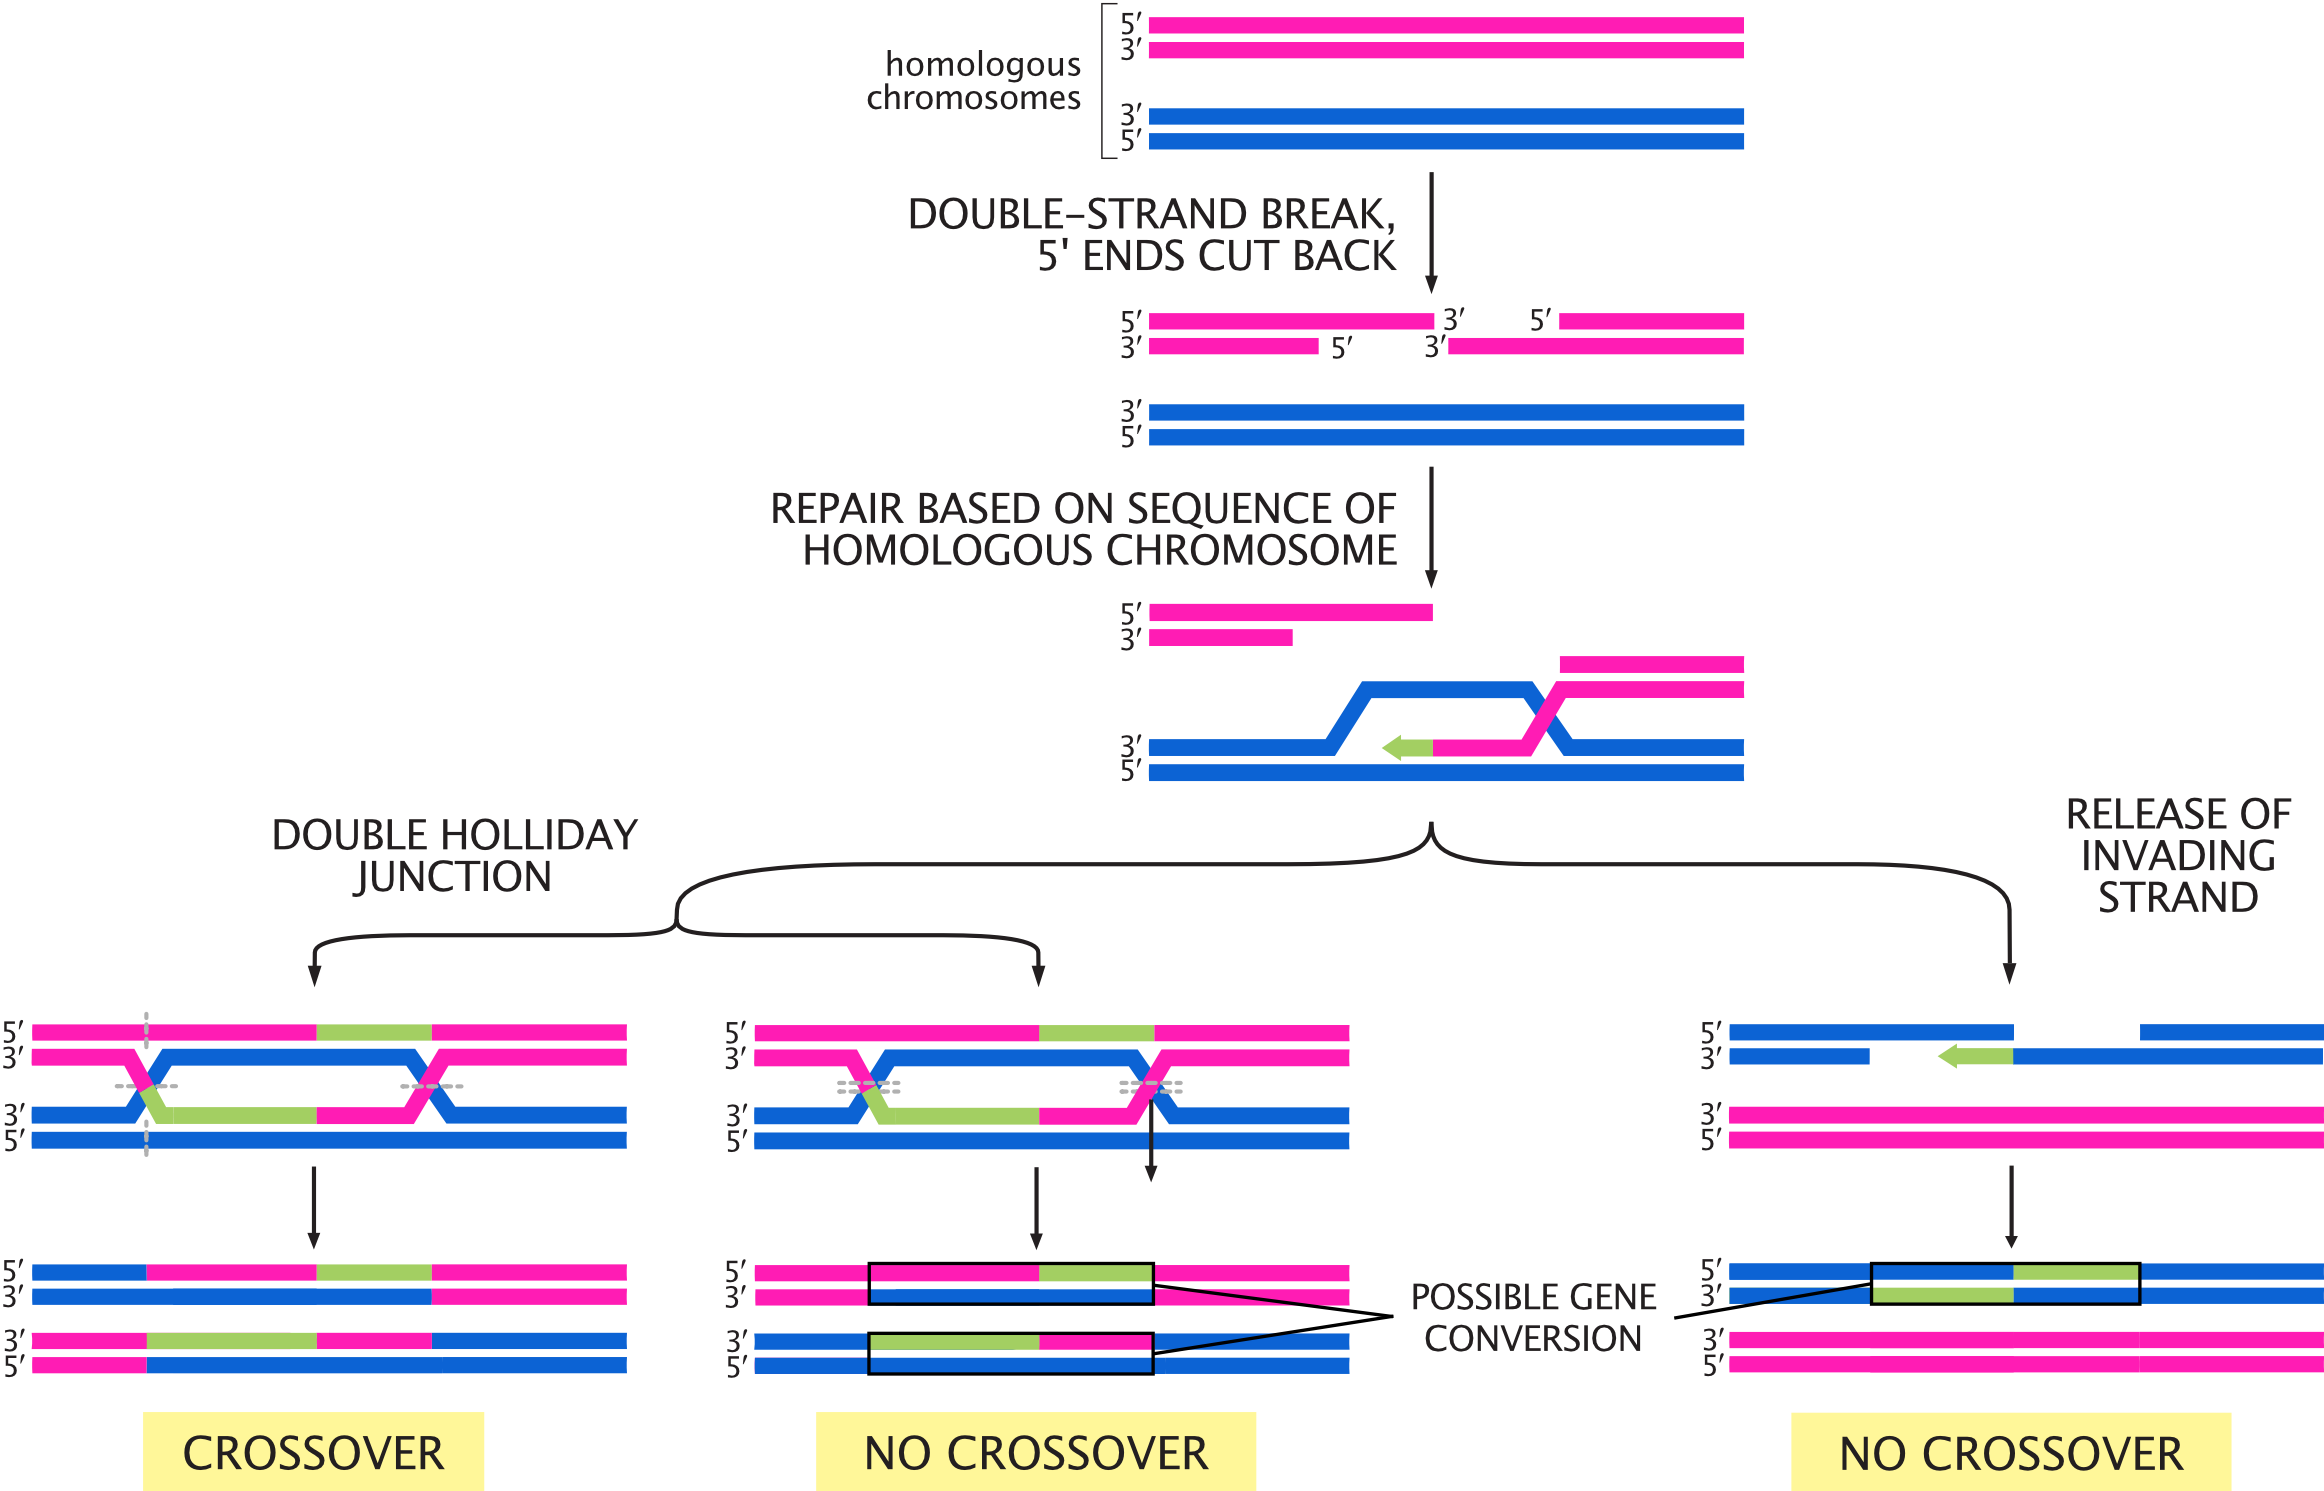 homologous
chromosomes
5′
3′
3′
5′
DOUBLE–STRAND BREAK,
5' ENDS CUT BACK
5′ 3′ 5′
3′ 5′ 3′
3′
5′
REPAIR BASED ON SEQUENCE OF
HOMOLOGOUS CHROMOSOME
5′
3′
3′
5′
DOUBLE HOLLIDAY
JUNCTION
RELEASE OF
INVADING
STRAND
5′
3′
3′
5′
5′
3′
3′
5′
5′
3′
3′
5′
5′
3′
3′
5′
5′
3′
3′
5′
POSSIBLE GENE
CONVERSION
5′
3′
3′
5′
CROSSOVER
NO CROSSOVER
NO CROSSOVER